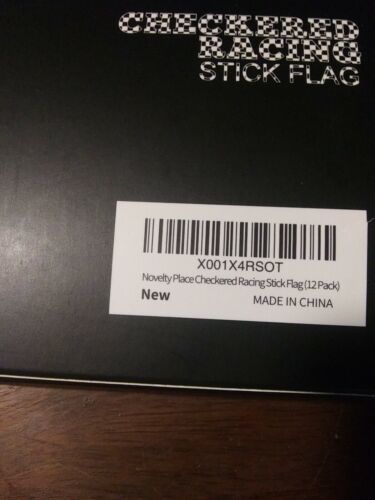 CHECKERED
RACING
STICK FLAG
X001X4RSOT
Novelty Place Checkered Racing Stick Flag (12 Pack)
New
MADE IN CHINA